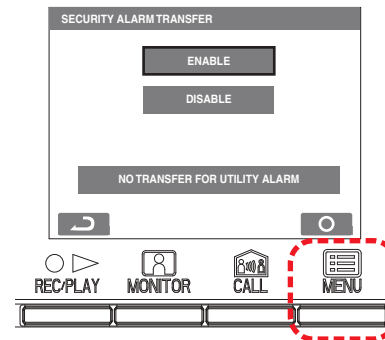 SECURITY ALARM TRANSFER
ENABLE
DISABLE
NO TRANSFER FOR UTILITY ALARM
REC/PLAY MONITOR CALL MENU